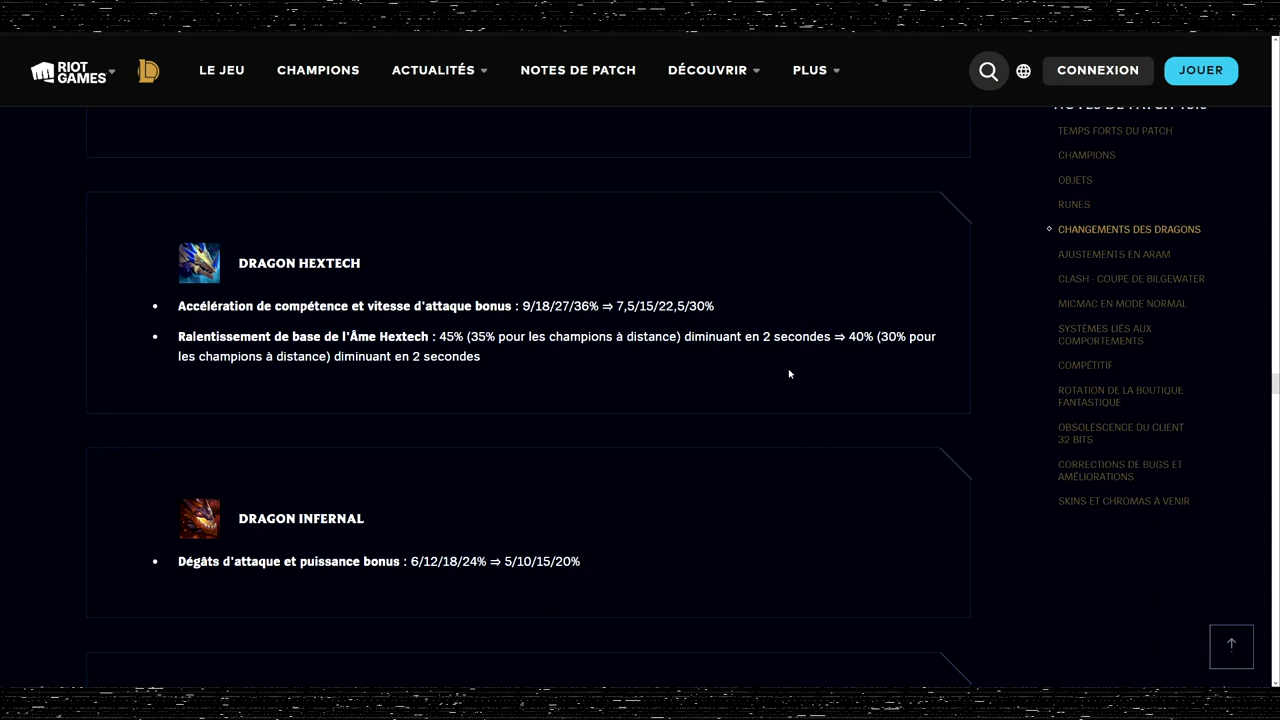 RIOT
GAMES
LE JEU
CHAMPIONS
ACTUALITÉS
NOTES DE PATCH
DÉCOUVRIR
PLUS
CONNEXION
JOUER
TEMPS FORTS DU PATCH
CHAMPIONS
OBJETS
RUNES
CHANGEMENTS DES DRAGONS
AJUSTEMENTS EN ARAM
CLASH - COUPE DE BILGEWATER
MICMAC EN MODE NORMAL
SYSTÈMES LIÉS AUX
COMPORTEMENTS
COMPÉTITIF
ROTATION DE LA BOUTIQUE
FANTASTIQUE
OBSOLESCENCE DU CLIENT
32 BITS
CORRECTIONS DE BUGS ET
AMÉLIORATIONS
SKINS ET CHROMAS À VENIR
DRAGON HEXTECH
• Accélération de compétence et vitesse d'attaque bonus : 9/18/27/36% ⇒ 7,5/15/22,5/30%
• Ralentissement de base de l'Âme Hextech : 45% (35% pour les champions à distance) diminuant en 2 secondes ⇒ 40% (30% pour
les champions à distance) diminuant en 2 secondes
DRAGON INFERNAL
• Dégâts d'attaque et puissance bonus : 6/12/18/24% ⇒ 5/10/15/20%